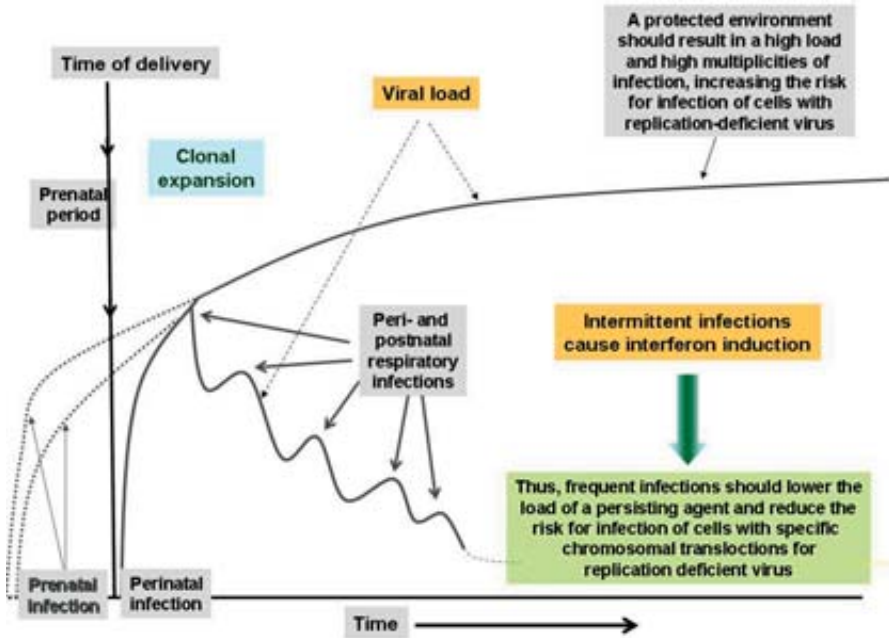 A protected environment
should result in a high load
and high multiplicities of
infection, increasing the risk
for infection of cells with
replication-deficient virus
Time of delivery
Viral load
Clonal
expansion
Prenatal
period
Peri- and
postnatal
respiratory
infections
Intermittent infections
cause interferon induction
Thus, frequent infections should lower the
load of a persisting agent and reduce the
risk for infection of cells with specific
chromosomal transloctions for
replication deficient virus
Prenatal
infection
Perinatal
infection
Time